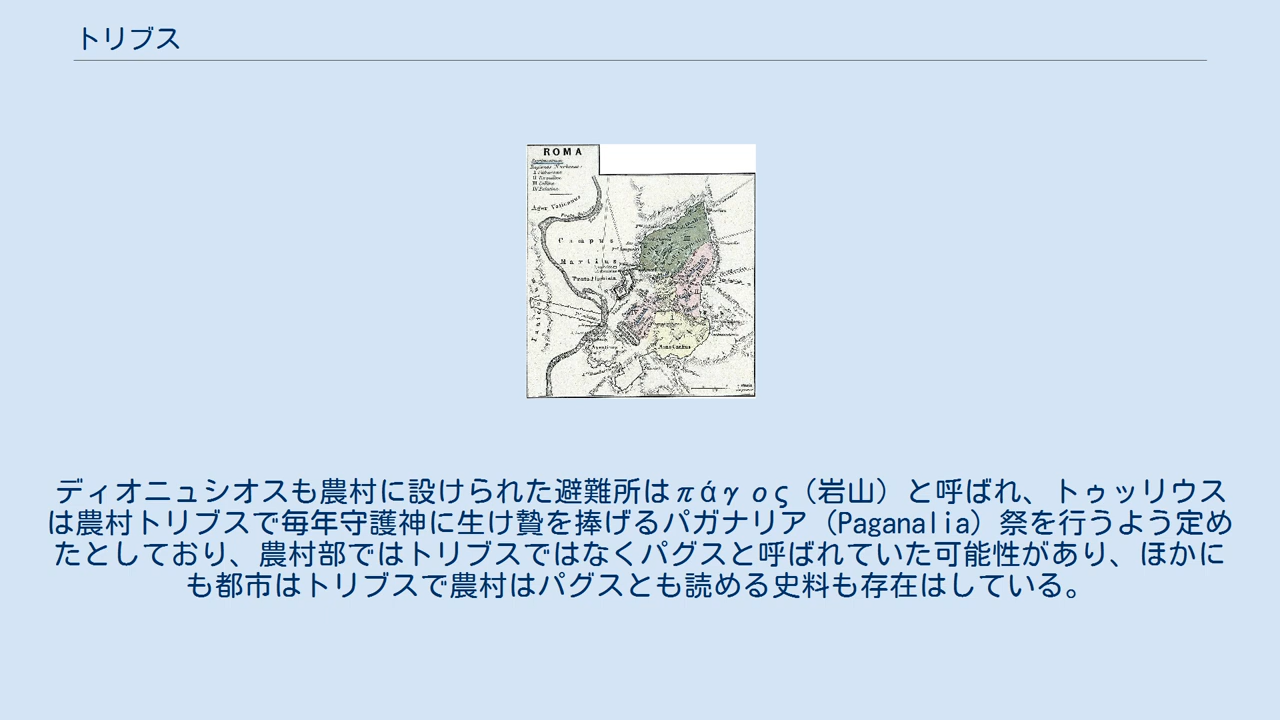 トリブス
ROMA
Ager Vaticanus
Campus
Martius
ディオニュシオスも農村に設けられた避難所はπάγος（岩山）と呼ばれ、トゥッリウス
は農村トリブスで毎年守護神に生け贄を捧げるパガナリア（Paganalia）祭を行うよう定め
たとしており、農村部ではトリブスではなくパグスと呼ばれていた可能性があり、ほかに
も都市はトリブスで農村はパグスとも読める史料も存在はしている。